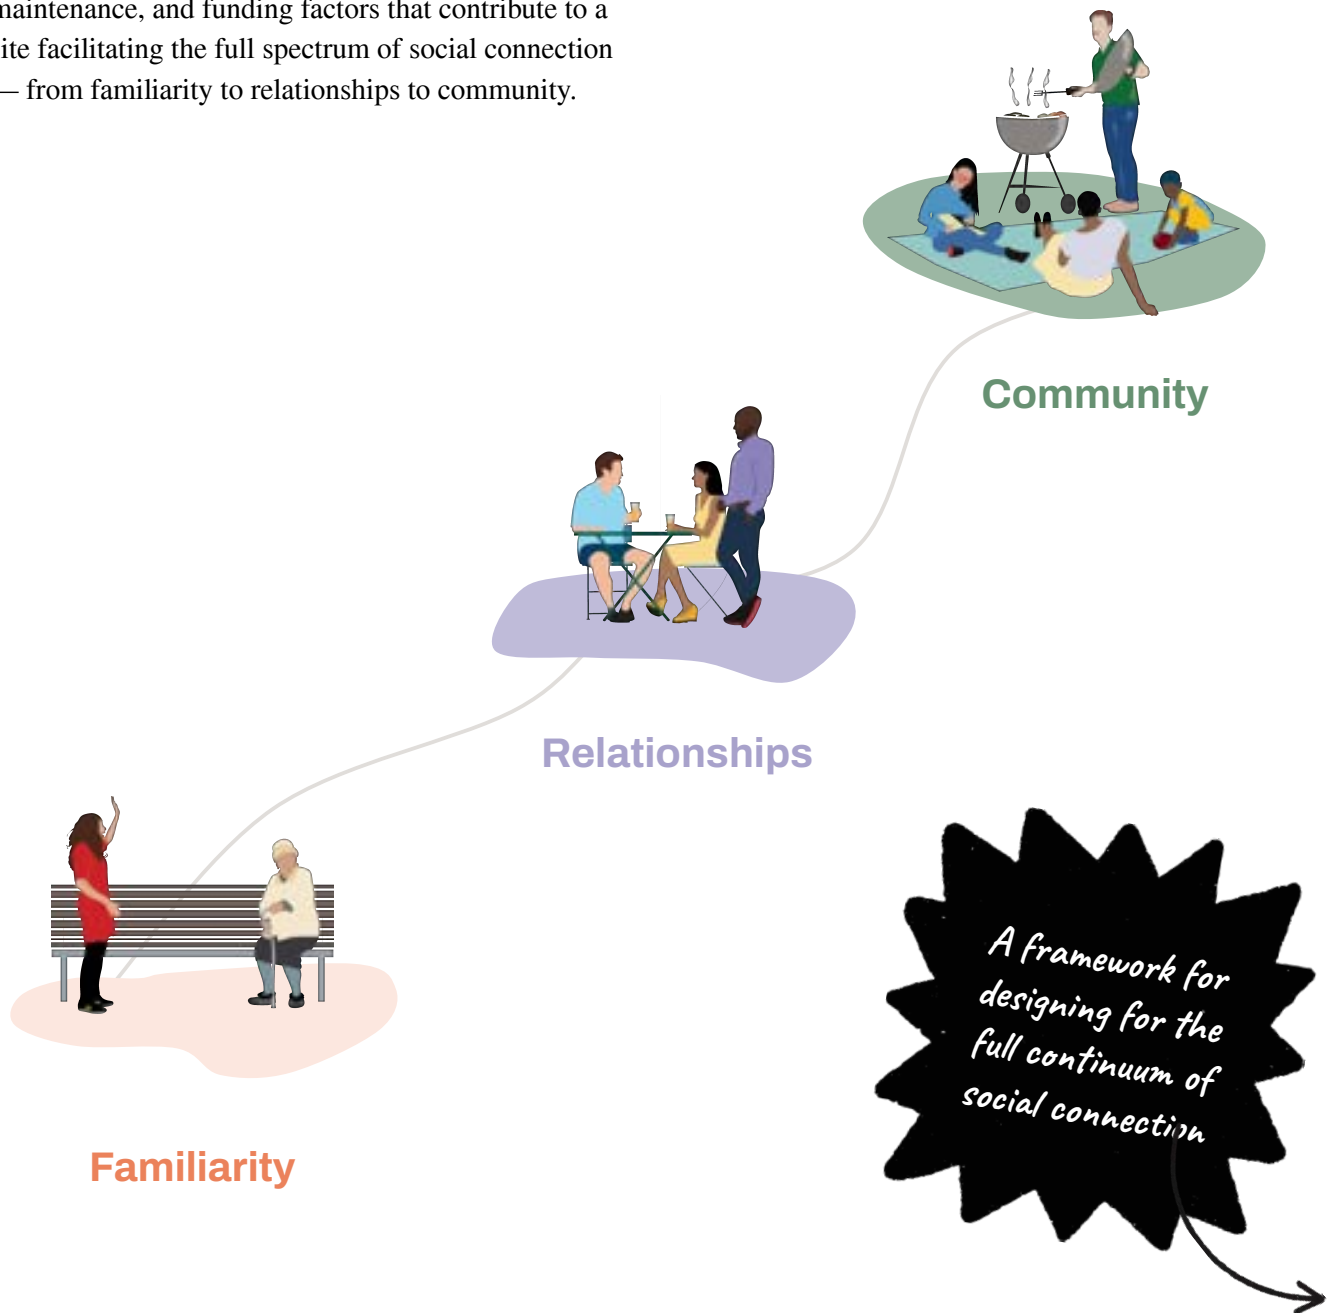 maintenance, and funding factors that contribute to a
ite facilitating the full spectrum of social connection
— from familiarity to relationships to community.
Community
Relationships
Familiarity
A framework for
designing for the
full continuum of
social connection